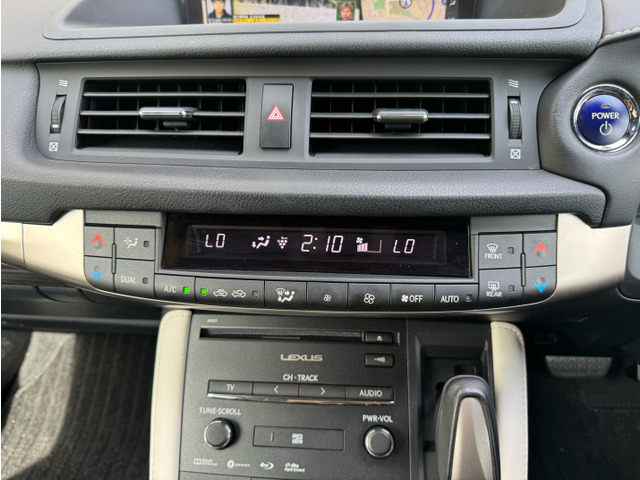 POWER
LO 2:10 LO
FRONT
DUAL
REAR
A/C OFF AUTO
LEXUS
CH·TRACK
TV AUDIO
TUNE·SCROLL
PWR·VOL